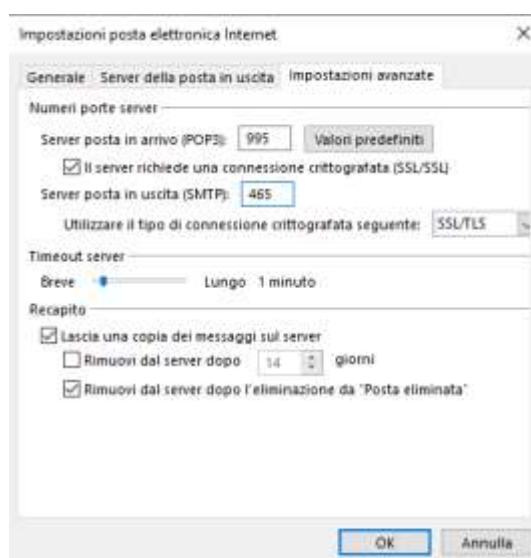 Impostazioni posta elettronica Internet
Generale Server della posta in uscita Impostazioni avanzate
Numeri porte server
Server posta in arrivo (POP3): 995 Valori predefiniti
Il server richiede una connessione crittografata (SSL/SSL)
Server posta in uscita (SMTP): 465
Utilizzare il tipo di connessione crittografata seguente: SSL/TLS
Timeout server
Breve Lungo 1 minuto
Recapito
Lascia una copia dei messaggi sul server
Rimuovi dal server dopo 14 giorni
Rimuovi dal server dopo l'eliminazione da "Posta eliminata"
OK Annulla